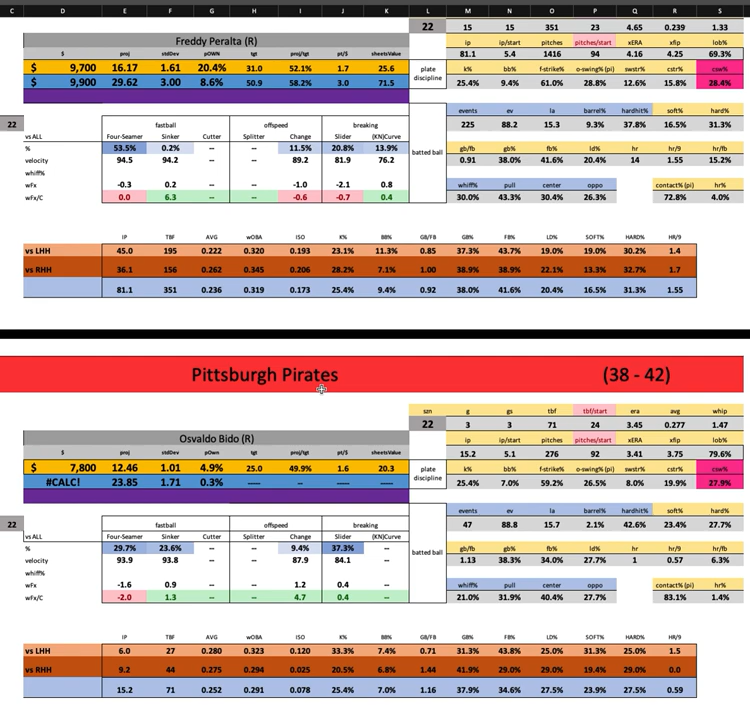 C D E F G H I J K L M N O P Q R S
22 15 15 351 23 4.65 0.239 1.33
Freddy Peralta (R) ip ip/start pitches pitches/start xERA xfip lob%
$ proj stdDev pOWN tgt proj/tgt pt/$ sheetsValue 81.1 5.4 1416 94 4.16 4.25 69.3%
$ 9,700 16.17 1.61 20.4% 31.0 52.1% 1.7 25.6 plate discipline k% bb% f-strike% o-swing% (pi) swstr% cstr% csw%
$ 9,900 29.62 3.00 8.6% 50.9 58.2% 3.0 71.5 25.4% 9.4% 61.0% 28.8% 12.6% 15.8% 28.4%
events ev la barrel% hardhit% soft% hard%
22 fastball offspeed breaking 225 88.2 15.3 9.3% 37.8% 16.5% 31.3%
vs ALL Four-Seamer Sinker Cutter Splitter Change Slider (KN)Curve
% 53.5% 0.2% -- -- 11.5% 20.8% 13.9% batted ball gb/fb gb% fb% ld% hr hr/9 hr/fb
velocity 94.5 94.2 -- -- 89.2 81.9 76.2 0.91 38.0% 41.6% 20.4% 14 1.55 15.2%
whiff%
wFx -0.3 0.2 -- -- -1.0 -2.1 0.8 whiff% pull center oppo contact% (pi) hr%
wFx/C 0.0 6.3 -- -- -0.6 -0.7 0.4 30.0% 43.3% 30.4% 26.3% 72.8% 4.0%
IP TBF AVG wOBA ISO K% BB% GB/FB GB% FB% LD% SOFT% HARD% HR/9
vs LHH 45.0 195 0.222 0.320 0.193 23.1% 11.3% 0.85 37.3% 43.7% 19.0% 19.0% 30.2% 1.4
vs RHH 36.1 156 0.262 0.345 0.206 28.2% 7.1% 1.00 38.9% 38.9% 22.1% 13.3% 32.7% 1.7
81.1 351 0.236 0.319 0.173 25.4% 9.4% 0.92 38.0% 41.6% 20.4% 16.5% 31.3% 1.55
Pittsburgh Pirates (38 - 42)
szn g gs tbf tbf/start era avg whip
22 3 3 71 24 3.45 0.277 1.47
Osvaldo Bido (R) ip ip/start pitches pitches/start xERA xfip lob%
$ proj stdDev pOwn tgt proj/tgt pt/$ sheetsValue 15.2 5.1 276 92 3.41 3.75 79.6%
$ 7,800 12.46 1.01 4.9% 25.0 49.9% 1.6 20.3 plate discipline k% bb% f-strike% o-swing% (pi) swstr% cstr% csw%
#CALC! 23.85 1.71 0.3% ----- ----- -- ----- 25.4% 7.0% 59.2% 26.5% 8.0% 19.9% 27.9%
events ev la barrel% hardhit% soft% hard%
22 fastball offspeed breaking 47 88.8 15.7 2.1% 42.6% 23.4% 27.7%
vs ALL Four-Seamer Sinker Cutter Splitter Change Slider (KN)Curve
% 29.7% 23.6% -- -- 9.4% 37.3% -- batted ball gb/fb gb% fb% ld% hr hr/9 hr/fb
velocity 93.9 93.8 -- -- 87.9 84.1 -- 1.13 38.3% 34.0% 27.7% 1 0.57 6.3%
whiff%
wFx -1.6 0.9 -- -- 1.2 0.4 -- whiff% pull center oppo contact% (pi) hr%
wFx/C -2.0 1.3 -- -- 4.7 0.4 -- 21.0% 31.9% 40.4% 27.7% 83.1% 1.4%
IP TBF AVG wOBA ISO K% BB% GB/FB GB% FB% LD% SOFT% HARD% HR/9
vs LHH 6.0 27 0.280 0.323 0.120 33.3% 7.4% 0.71 31.3% 43.8% 25.0% 31.3% 25.0% 1.5
vs RHH 9.2 44 0.275 0.294 0.025 20.5% 6.8% 1.44 41.9% 29.0% 29.0% 19.4% 29.0% 0.0
15.2 71 0.252 0.291 0.078 25.4% 7.0% 1.16 37.9% 34.6% 27.5% 23.9% 27.5% 0.59